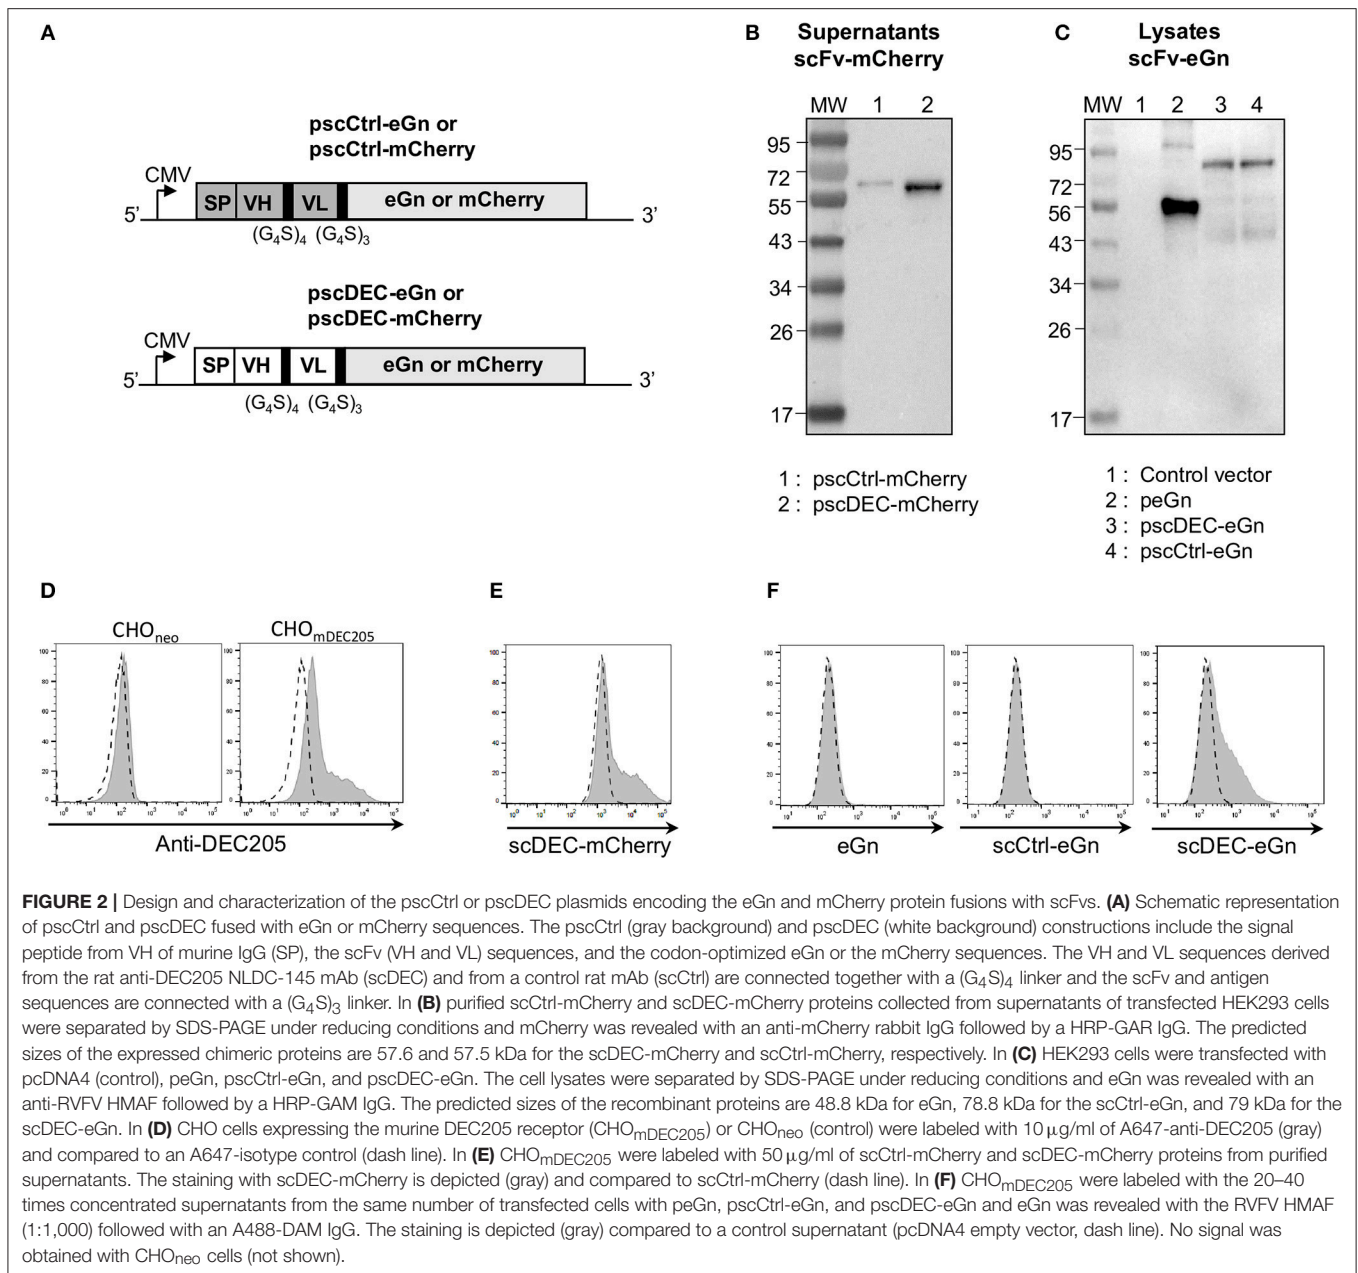 A
pscCtrl-eGn or
pscCtrl-mCherry
CMV
5’ SP VH VL eGn or mCherry 3’
(G4S)4 (G4S)3
pscDEC-eGn or
pscDEC-mCherry
CMV
5’ SP VH VL eGn or mCherry 3’
(G4S)4 (G4S)3
B
Supernatants
scFv-mCherry
MW 1 2
95
72
55
43
34
26
17
1 : pscCtrl-mCherry
2 : pscDEC-mCherry
C
Lysates
scFv-eGn
MW 1 2 3 4
95
72
56
43
34
26
17
1 : Control vector
2 : peGn
3 : pscDEC-eGn
4 : pscCtrl-eGn
D
CHOneo CHOmDEC205
Anti-DEC205
E
scDEC-mCherry
F
eGn scCtrl-eGn scDEC-eGn
FIGURE 2 | Design and characterization of the pscCtrl or pscDEC plasmids encoding the eGn and mCherry protein fusions with scFvs. (A) Schematic representation
of pscCtrl and pscDEC fused with eGn or mCherry sequences. The pscCtrl (gray background) and pscDEC (white background) constructions include the signal
peptide from VH of murine IgG (SP), the scFv (VH and VL) sequences, and the codon-optimized eGn or the mCherry sequences. The VH and VL sequences derived
from the rat anti-DEC205 NLDC-145 mAb (scDEC) and from a control rat mAb (scCtrl) are connected together with a (G4S)4 linker and the scFv and antigen
sequences are connected with a (G4S)3 linker. In (B) purified scCtrl-mCherry and scDEC-mCherry proteins collected from supernatants of transfected HEK293 cells
were separated by SDS-PAGE under reducing conditions and mCherry was revealed with an anti-mCherry rabbit IgG followed by a HRP-GAR IgG. The predicted
sizes of the expressed chimeric proteins are 57.6 and 57.5 kDa for the scDEC-mCherry and scCtrl-mCherry, respectively. In (C) HEK293 cells were transfected with
pcDNA4 (control), peGn, pscCtrl-eGn, and pscDEC-eGn. The cell lysates were separated by SDS-PAGE under reducing conditions and eGn was revealed with an
anti-RVFV HMAF followed by a HRP-GAM IgG. The predicted sizes of the recombinant proteins are 48.8 kDa for eGn, 78.8 kDa for the scCtrl-eGn, and 79 kDa for the
scDEC-eGn. In (D) CHO cells expressing the murine DEC205 receptor (CHOmDEC205) or CHOneo (control) were labeled with 10 µg/ml of A647-anti-DEC205 (gray)
and compared to an A647-isotype control (dash line). In (E) CHOmDEC205 were labeled with 50 µg/ml of scCtrl-mCherry and scDEC-mCherry proteins from purified
supernatants. The staining with scDEC-mCherry is depicted (gray) and compared to scCtrl-mCherry (dash line). In (F) CHOmDEC205 were labeled with the 20–40
times concentrated supernatants from the same number of transfected cells with peGn, pscCtrl-eGn, and pscDEC-eGn and eGn was revealed with the RVFV HMAF
(1:1,000) followed with an A488-DAM IgG. The staining is depicted (gray) compared to a control supernatant (pcDNA4 empty vector, dash line). No signal was
obtained with CHOneo cells (not shown).